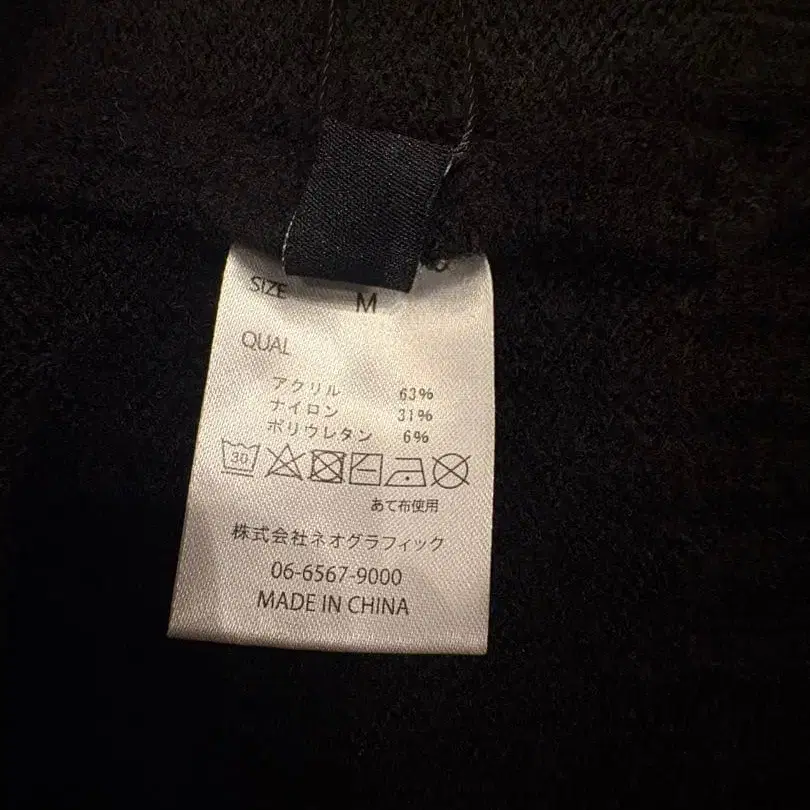 SIZE M
QUAL
アクリル 63%
ナイロン 31%
ポリウレタン 6%
30
あて布使用
株式会社ネオグラフィック
06-6567-9000
MADE IN CHINA